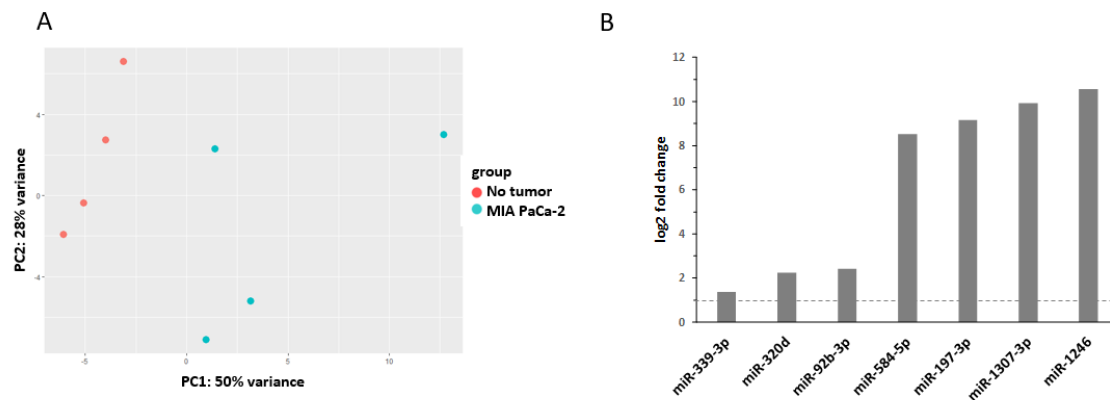 A
PC2: 28% variance
4
0
-4
-5
0
5
10
PC1: 50% variance
group
No tumor
MIA PaCa-2
B
log2 fold change
12
10
8
6
4
2
0
miR-339-3p
miR-320d
miR-92b-3p
miR-584-5p
miR-197-3p
miR-1307-3p
miR-1246